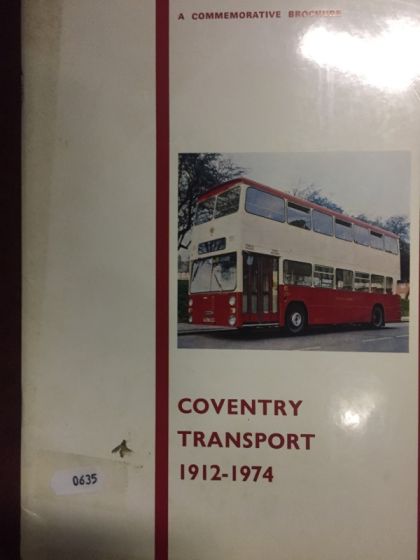 A COMMEMORATIVE BROCHURE
COVENTRY
TRANSPORT
1912-1974
0635